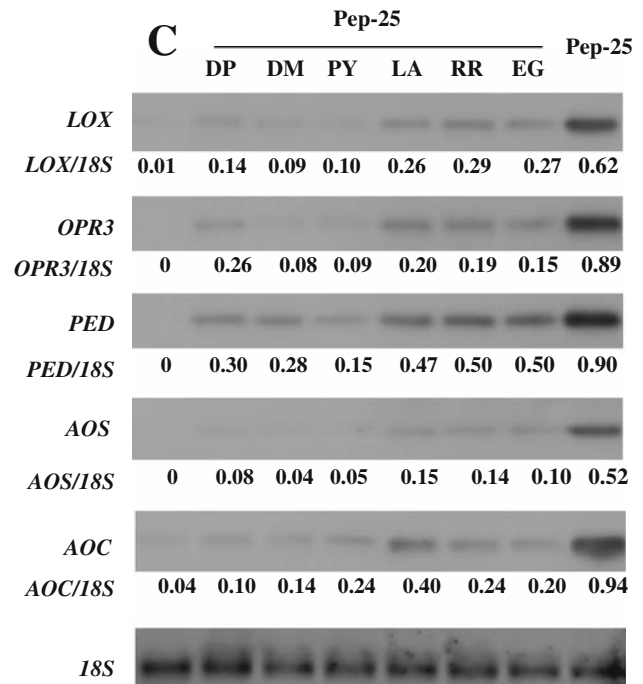 C
Pep-25
Pep-25
DP DM PY LA RR EG
LOX
LOX/18S 0.01 0.14 0.09 0.10 0.26 0.29 0.27 0.62
OPR3
OPR3/18S 0 0.26 0.08 0.09 0.20 0.19 0.15 0.89
PED
PED/18S 0 0.30 0.28 0.15 0.47 0.50 0.50 0.90
AOS
AOS/18S 0 0.08 0.04 0.05 0.15 0.14 0.10 0.52
AOC
AOC/18S 0.04 0.10 0.14 0.24 0.40 0.24 0.20 0.94
18S